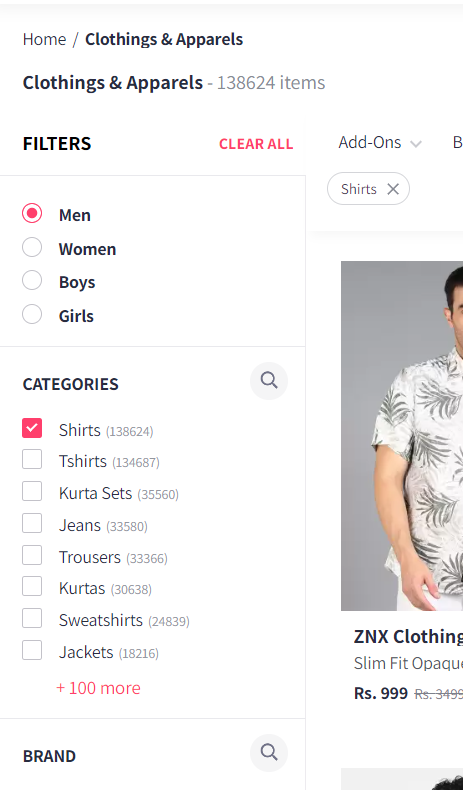 Home / Clothings & Apparels
Clothings & Apparels - 138624 items
FILTERS CLEAR ALL
Add-Ons
Shirts
Men
Women
Boys
Girls
CATEGORIES
Shirts (138624)
Tshirts (134687)
Kurta Sets (35560)
Jeans (33580)
Trousers (33366)
Kurtas (30638)
Sweatshirts (24839)
Jackets (18216)
+ 100 more
BRAND
ZNX Clothing
Slim Fit Opaque
Rs. 999 Rs. 3499